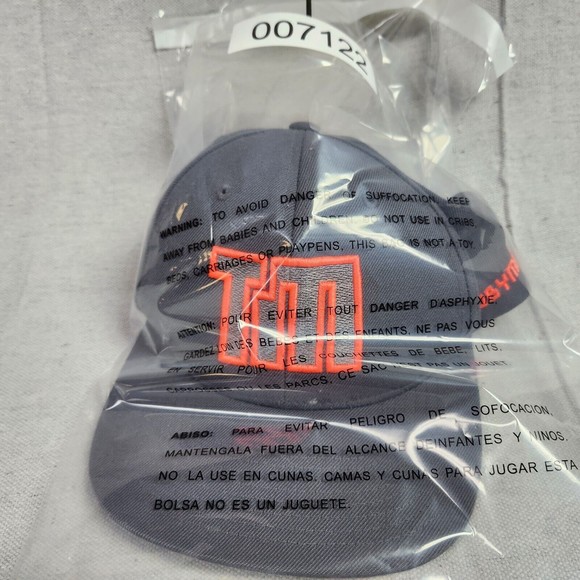 007122
WARNING: TO AVOID DANGER OF SUFFOCATION, KEEP
AWAY FROM BABIES AND CHILDREN. DO NOT USE IN CRIBS,
BEDS, CARRIAGES OR PLAYPENS, THIS BAG IS NOT A TOY.
TM
ATTENTION: POUR EVITER TOUT DANGER D'ASPHYXIE
GARDEZ LOIN DES BEBES ET DES ENFANTS, NE PAS VOUS
EN SERVIR POUR LES COUCHETTES DE BEBE, LITS,
LES PARCS, CE SAC N'EST PAS UN JOUET
ABISO: PARA EVITAR PELIGRO DE SOFOCACION,
MANTENGALA FUERA DEL ALCANCE DEINFANTES Y NINOS.
NO LA USE EN CUNAS. CAMAS Y CUNAS PARA JUGAR ESTA
BOLSA NO ES UN JUGUETE.